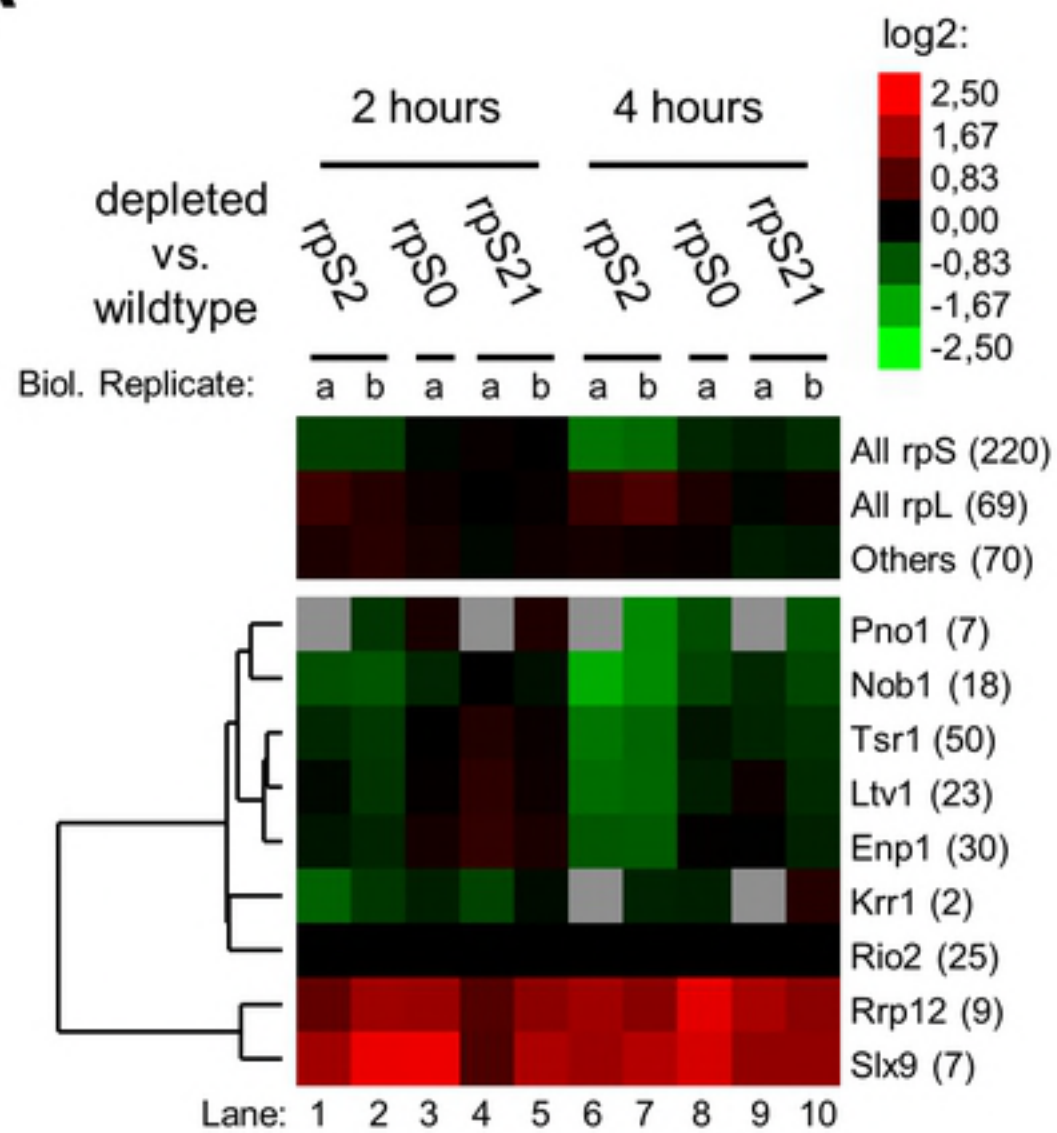 log2:
2,50
1,67
0,83
0,00
-0,83
-1,67
-2,50
2 hours
4 hours
depleted
vs.
wildtype
rpS2
rpS0
rpS21
rpS2
rpS0
rpS21
Biol. Replicate: a b a a b a b a a b
All rpS (220)
All rpL (69)
Others (70)
Pno1 (7)
Nob1 (18)
Tsr1 (50)
Ltv1 (23)
Enp1 (30)
Krr1 (2)
Rio2 (25)
Rrp12 (9)
Slx9 (7)
Lane: 1 2 3 4 5 6 7 8 9 10